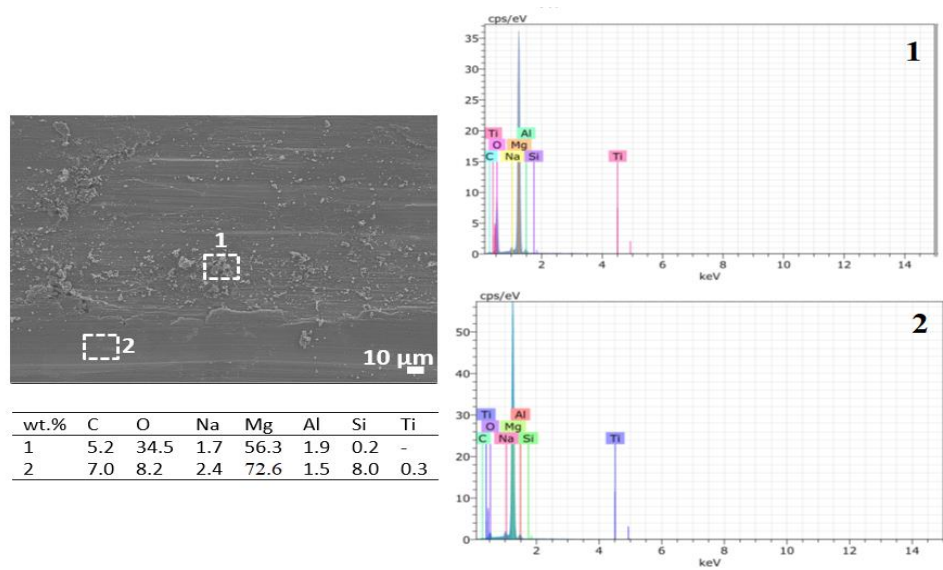 1
2
10 µm
wt.% C O Na Mg Al Si Ti
1 5.2 34.5 1.7 56.3 1.9 0.2 -
2 7.0 8.2 2.4 72.6 1.5 8.0 0.3
cps/eV
1
35
30
25
20
15
10
5
0
Ti Al
O Mg
C Na Si Ti
2 4 6 8 10 12 14
keV
cps/eV
2
50
40
30
20
10
0
Ti Al
O Mg
C Na Si Ti
2 4 6 8 10 12 14
keV